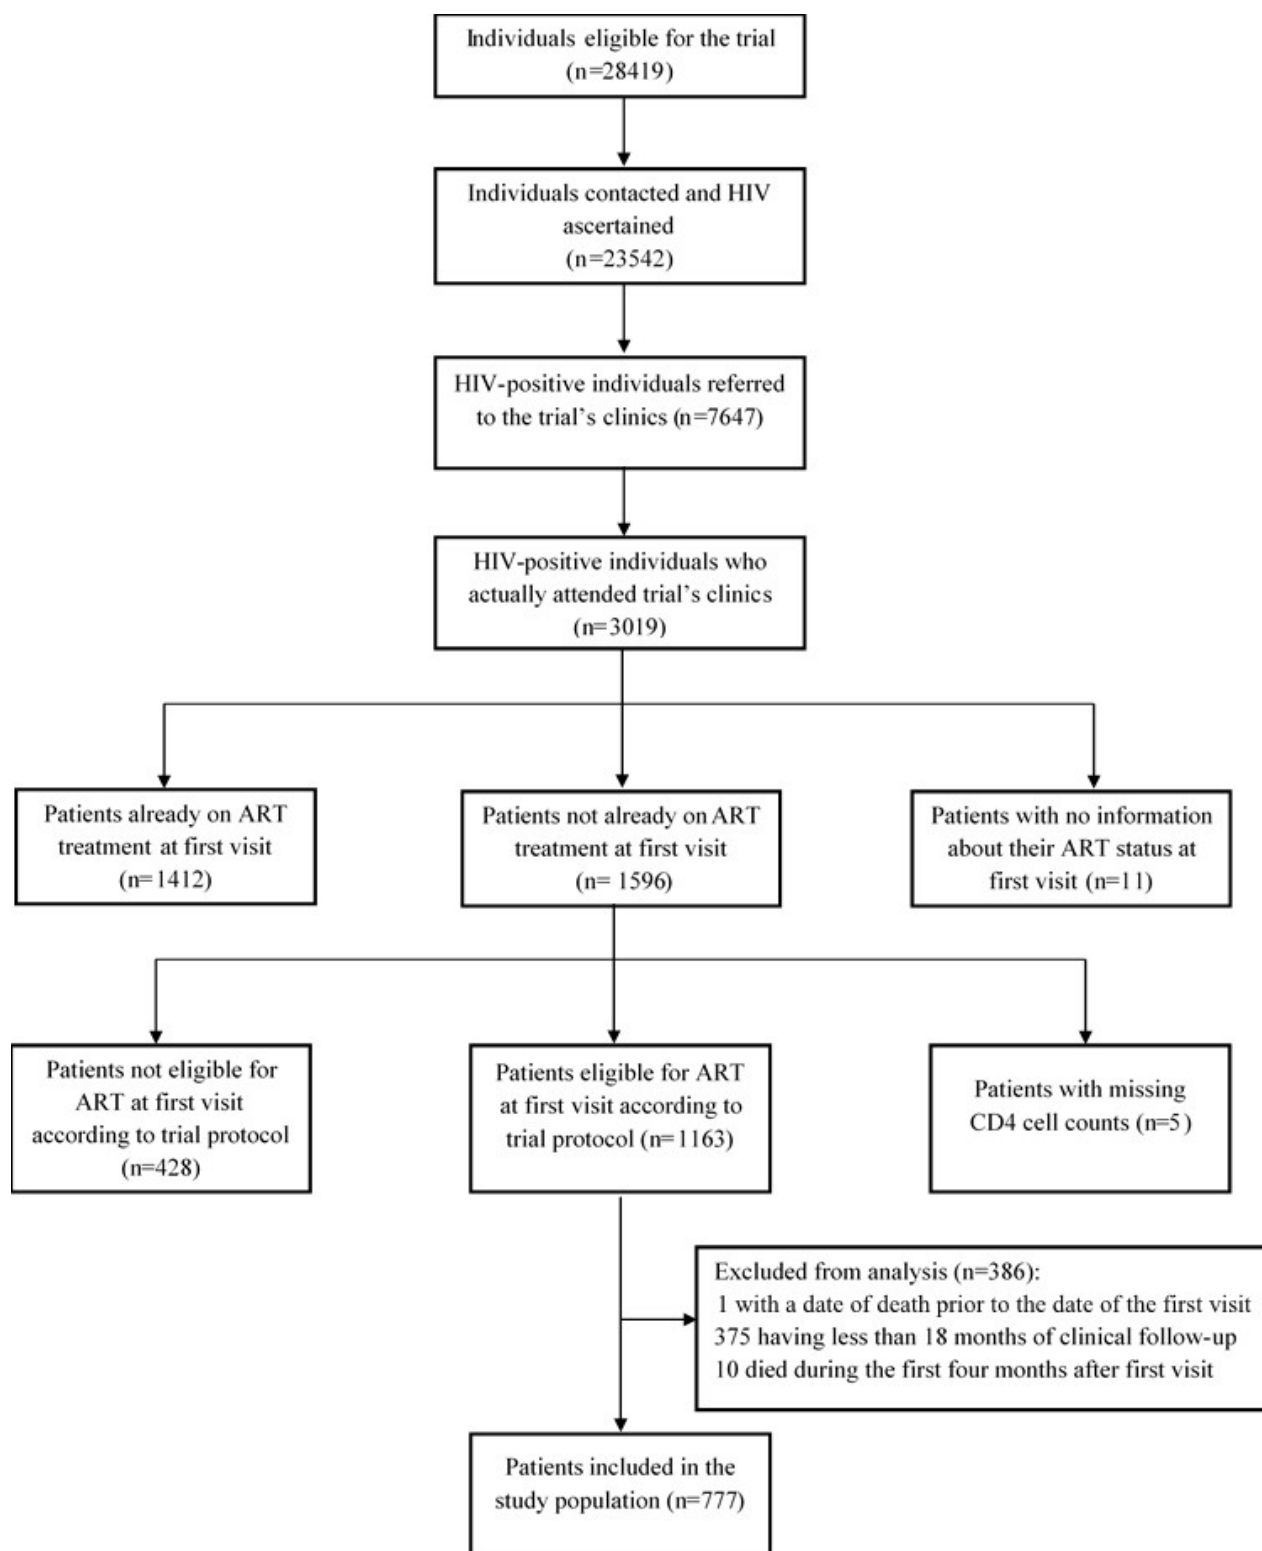 Individuals eligible for the trial
(n=28419)
Individuals contacted and HIV
ascertained
(n=23542)
HIV-positive individuals referred
to the trial's clinics (n=7647)
HIV-positive individuals who
actually attended trial's clinics
(n=3019)
Patients already on ART
treatment at first visit
(n=1412)
Patients not already on ART
treatment at first visit
(n= 1596)
Patients with no information
about their ART status at
first visit (n=11)
Patients not eligible for
ART at first visit
according to trial protocol
(n=428)
Patients eligible for ART
at first visit according to
trial protocol (n=1163)
Patients with missing
CD4 cell counts (n=5)
Excluded from analysis (n=386):
1 with a date of death prior to the date of the first visit
375 having less than 18 months of clinical follow-up
10 died during the first four months after first visit
Patients included in the
study population (n=777)